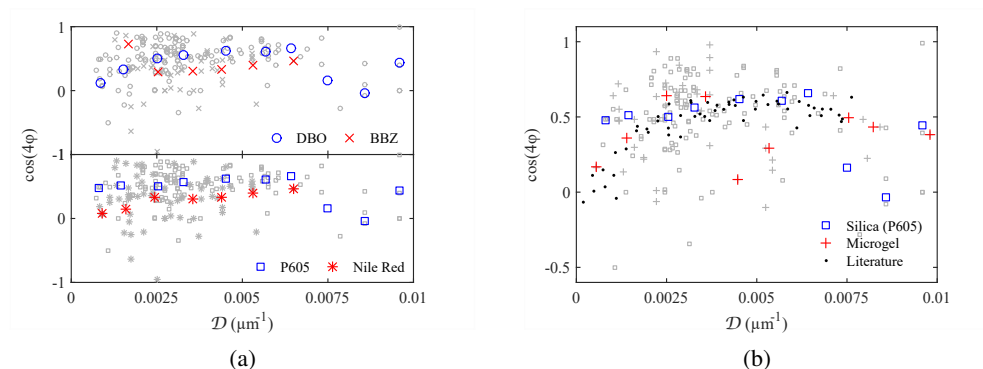 (a)
1
0
-1
DBO BBZ
0
-1
P605 Nile Red
cos(4φ)
0 0.0025 0.005 0.0075 0.01
𝒟 (µm⁻¹)
(a)
(b)
1
0.5
0
-0.5
cos(4φ)
Silica (P605)
Microgel
Literature
0 0.0025 0.005 0.0075 0.01
𝒟 (µm⁻¹)
(b)